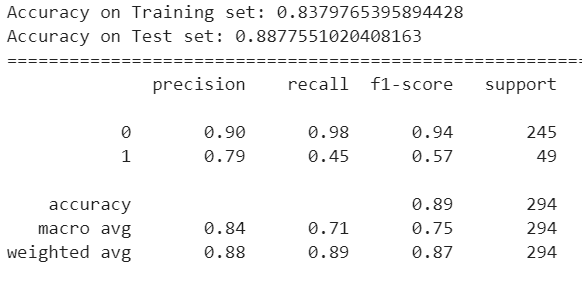 Accuracy on Training set: 0.8379765395894428
Accuracy on Test set: 0.8877551020408163
=======================================================
precision recall f1-score support
0 0.90 0.98 0.94 245
1 0.79 0.45 0.57 49
accuracy 0.89 294
macro avg 0.84 0.71 0.75 294
weighted avg 0.88 0.89 0.87 294